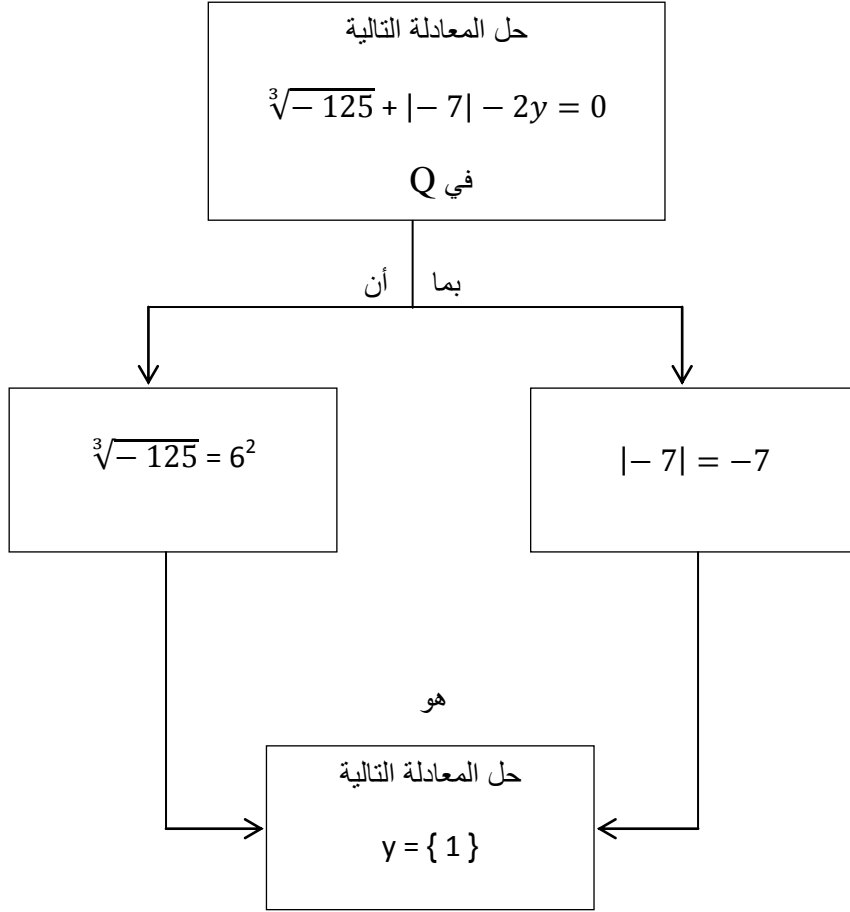 حل المعادلة التالية
∛(− 125) + |− 7| − 2y = 0
في Q
بما أن
|− 7| = −7
∛(− 125) = 6²
هو
حل المعادلة التالية
y = { 1 }